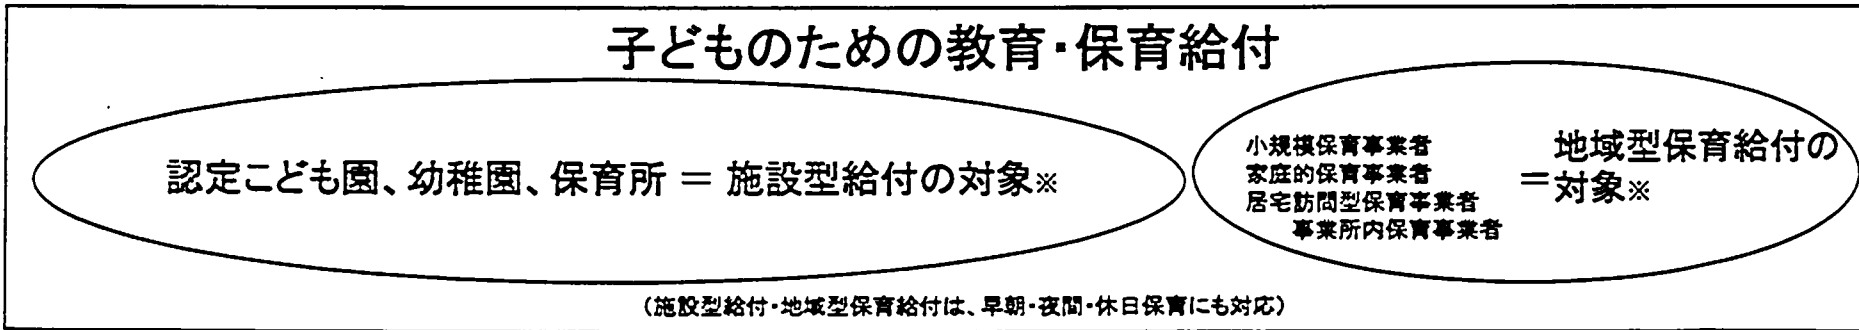 子どものための教育・保育給付
認定こども園、幼稚園、保育所 = 施設型給付の対象※
小規模保育事業者
家庭的保育事業者
居宅訪問型保育事業者
事業所内保育事業者
=
地域型保育給付の
対象※
(施設型給付・地域型保育給付は、早朝・夜間・休日保育にも対応)